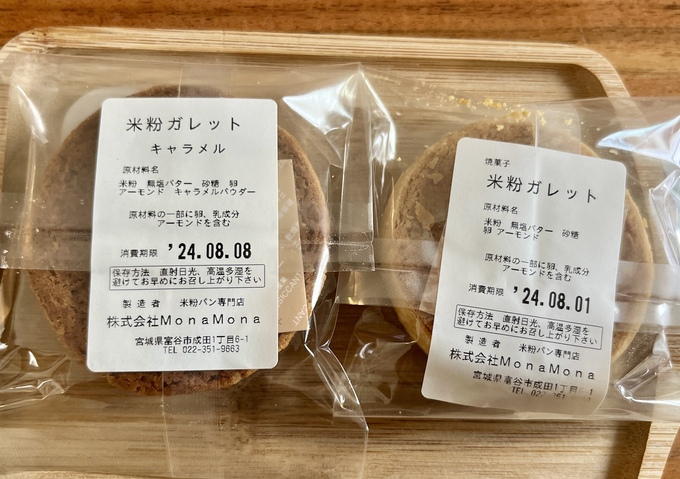 米粉ガレット
キャラメル
原材料名
米粉 無塩バター 砂糖 卵
アーモンド キャラメルパウダー
原材料の一部に卵、乳成分
アーモンドを含む
消費期限 '24.08.08
保存方法 直射日光、高温多湿を
避けてお早めにお召し上がり下さい
製造者 米粉パン専門店
株式会社MonaMona
宮城県富谷市成田1丁目6-1
TEL 022-351-9883
焼菓子
米粉ガレット
原材料名
米粉 無塩バター 砂糖
卵 アーモンド
原材料の一部に卵、乳成分
アーモンドを含む
消費期限 '24.08.01
保存方法 直射日光、高温多湿を
避けてお早めにお召し上がり下さい
製造者 米粉パン専門店
株式会社MonaMona
宮城県富谷市成田1丁目6-1
TEL